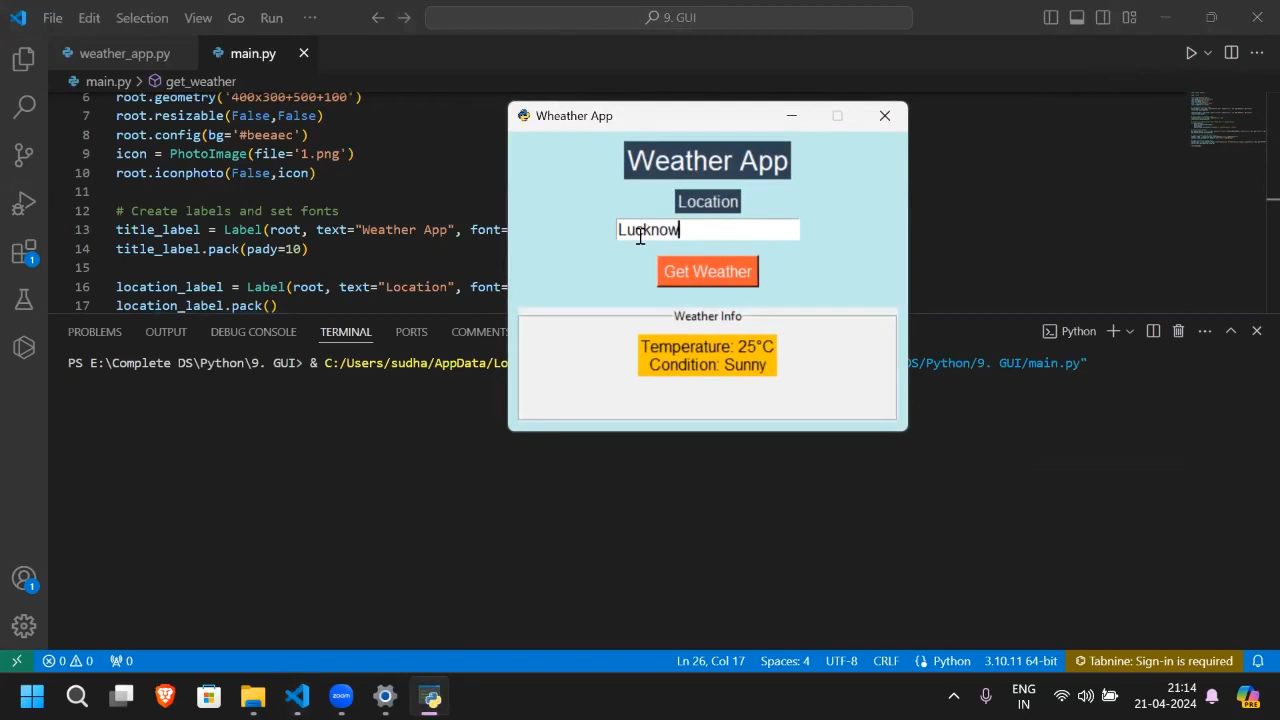 File Edit Selection View Go Run ··· 9. GUI
weather_app.py main.py
main.py > get_weather
6 root.geometry('400x300+500+100')
7 root.resizable(False,False)
8 root.config(bg='#beeaec')
9 icon = PhotoImage(file='1.png')
10 root.iconphoto(False,icon)
11
12 # Create labels and set fonts
13 title_label = Label(root, text="Weather App", font=
14 title_label.pack(pady=10)
15
16 location_label = Label(root, text="Location", font=
17 location_label.pack()
Wheather App
Weather App
Location
Lucknow
Get Weather
Weather Info
Temperature: 25°C
Condition: Sunny
PROBLEMS OUTPUT DEBUG CONSOLE TERMINAL PORTS COMMENTS Python
PS E:\Complete DS\Python\9. GUI> & C:/Users/sudha/AppData/Lo DS/Python/9. GUI/main.py"
1
1
0 0 0 Ln 26, Col 17 Spaces: 4 UTF-8 CRLF Python 3.10.11 64-bit Tabnine: Sign-in is required
zoom ENG IN 21:14 21-04-2024 PRE